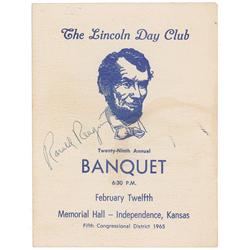 The Lincoln Day Club
Twenty-Ninth Annual
Ronald Reagan
BANQUET
6:30 P.M.
February Twelfth
Memorial Hall — Independence, Kansas
Fifth Congressional District 1965